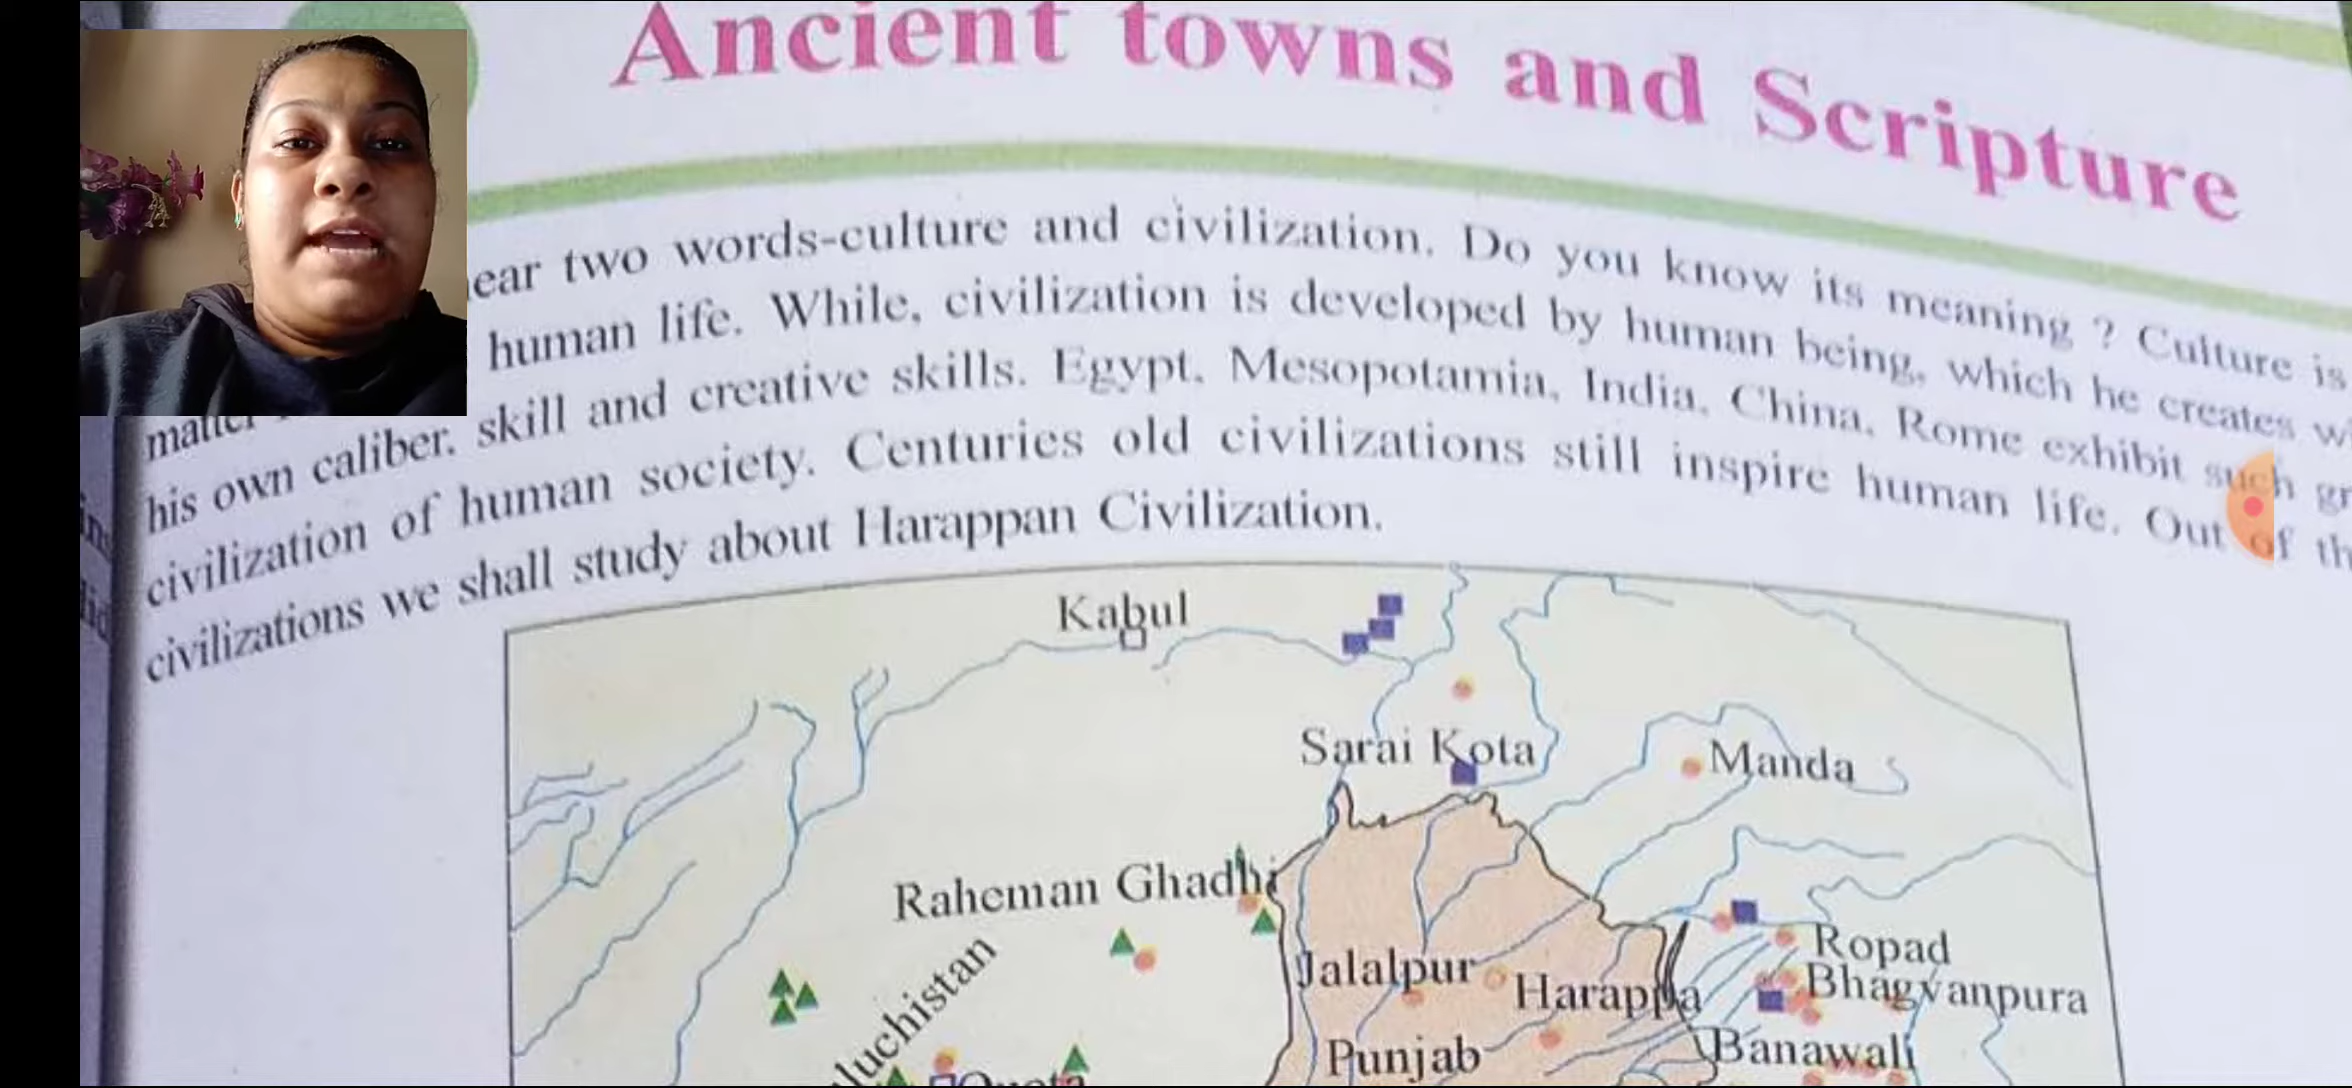 Ancient towns and Scripture
ear two words-culture and civilization. Do you know its meaning ? Culture is
human life. While, civilization is developed by human being, which he creates
his own caliber, skill and creative skills. Egypt, Mesopotamia, India, China, Rome exhibit such
civilization of human society. Centuries old civilizations still inspire human life. Out of
civilizations we shall study about Harappan Civilization.
Kabul
Sarai Kota
Manda
Raheman Ghadhi
Ropad
Jalalpur
Harappa
Bhagvanpura
luchistan
Punjab
Banawali